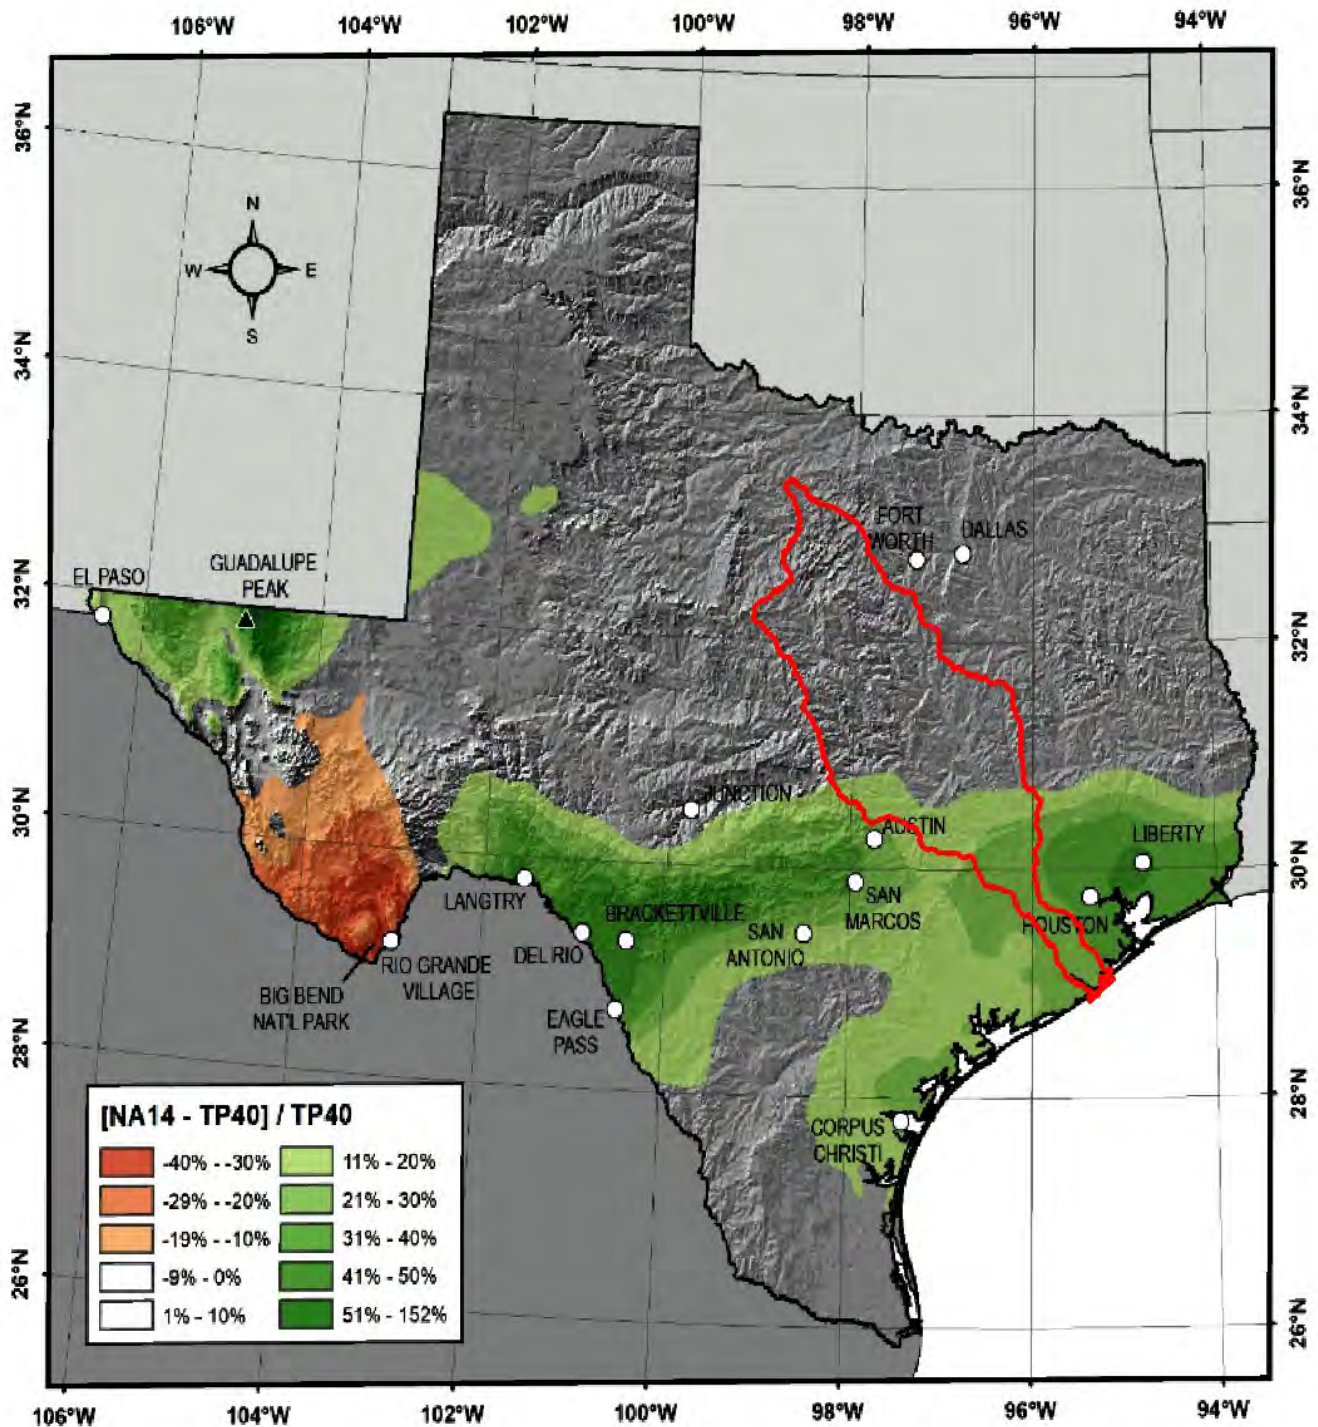 106°W 104°W 102°W 100°W 98°W 96°W 94°W
36°N
36°N
N
W E
S
34°N
34°N
FORT
WORTH
DALLAS
GUADALUPE
PEAK
EL PASO
32°N
32°N
JUNCTION
30°N
AUSTIN
LIBERTY
30°N
LANGTRY
SAN
MARCOS
BRACKETTVILLE
HOUSTON
DEL RIO
SAN
ANTONIO
RIO GRANDE
VILLAGE
BIG BEND
NAT'L PARK
EAGLE
PASS
28°N
28°N
CORPUS
CHRISTI
[NA14 - TP40] / TP40
-40% - -30% 11% - 20%
-29% - -20% 21% - 30%
-19% - -10% 31% - 40%
-9% - 0% 41% - 50%
1% - 10% 51% - 152%
26°N
26°N
106°W 104°W 102°W 100°W 98°W 96°W 94°W